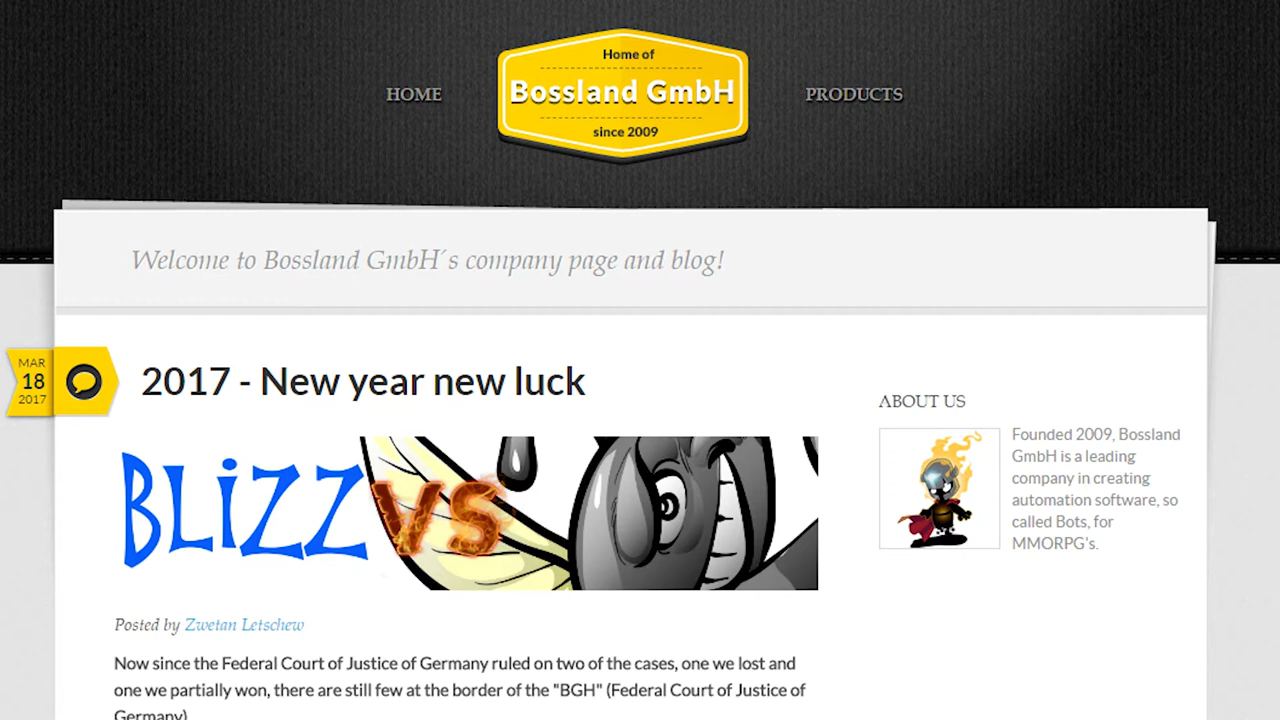 Home of
HOME
Bossland GmbH
PRODUCTS
since 2009
Welcome to Bossland GmbH´s company page and blog!
MAR
18
2017
2017 - New year new luck
BLiZZ VS
ABOUT US
Founded 2009, Bossland
GmbH is a leading
company in creating
automation software, so
called Bots, for
MMORPG's.
Posted by Zwetan Letschew
Now since the Federal Court of Justice of Germany ruled on two of the cases, one we lost and
one we partially won, there are still few at the border of the "BGH" (Federal Court of Justice of
Germany)